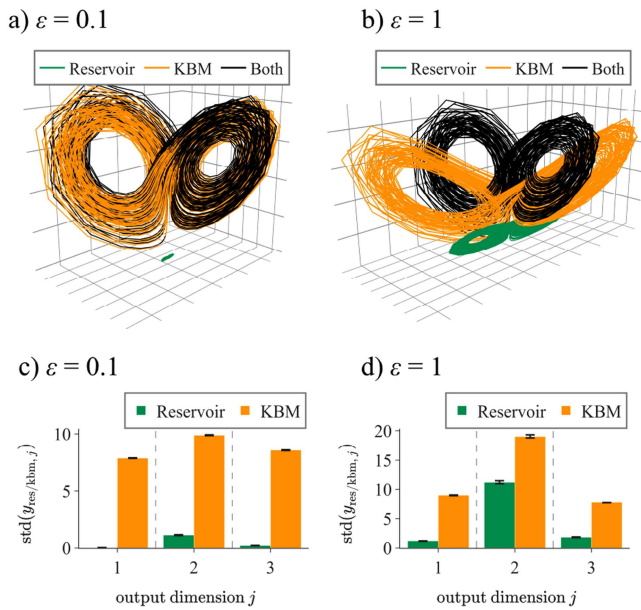 a) ε = 0.1
b) ε = 1
Reservoir KBM Both
Reservoir KBM Both
c) ε = 0.1
d) ε = 1
Reservoir KBM
Reservoir KBM
std(y_res/kbm, j)
10
5
0
1 2 3
output dimension j
std(y_res/kbm, j)
20
15
10
5
0
1 2 3
output dimension j